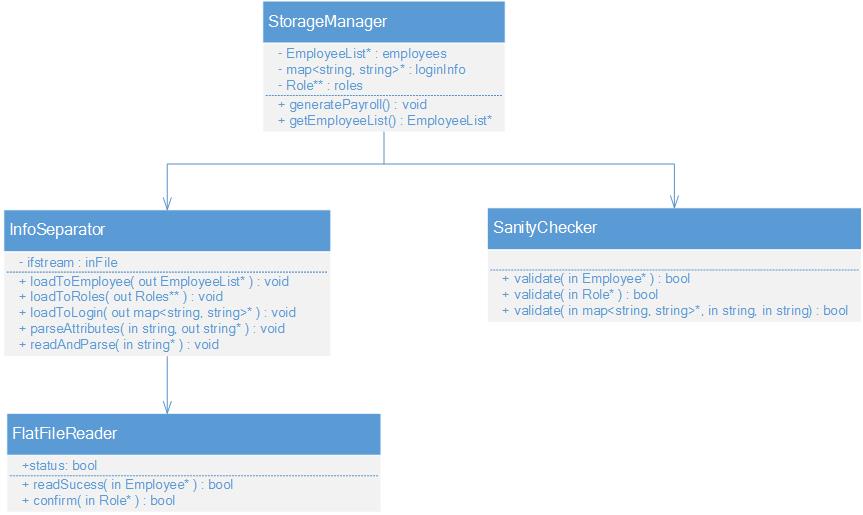 StorageManager
- EmployeeList* : employees
- map<string, string>* : loginInfo
- Role** : roles
+ generatePayroll() : void
+ getEmployeeList() : EmployeeList*
InfoSeparator
- ifstream : inFile
+ loadToEmployee( out EmployeeList* ) : void
+ loadToRoles( out Roles** ) : void
+ loadToLogin( out map<string, string>* ) : void
+ parseAttributes( in string, out string* ) : void
+ readAndParse( in string* ) : void
SanityChecker
+ validate( in Employee* ) : bool
+ validate( in Role* ) : bool
+ validate( in map<string, string>*, in string, in string) : bool
FlatFileReader
+status: bool
+ readSucess( in Employee* ) : bool
+ confirm( in Role* ) : bool